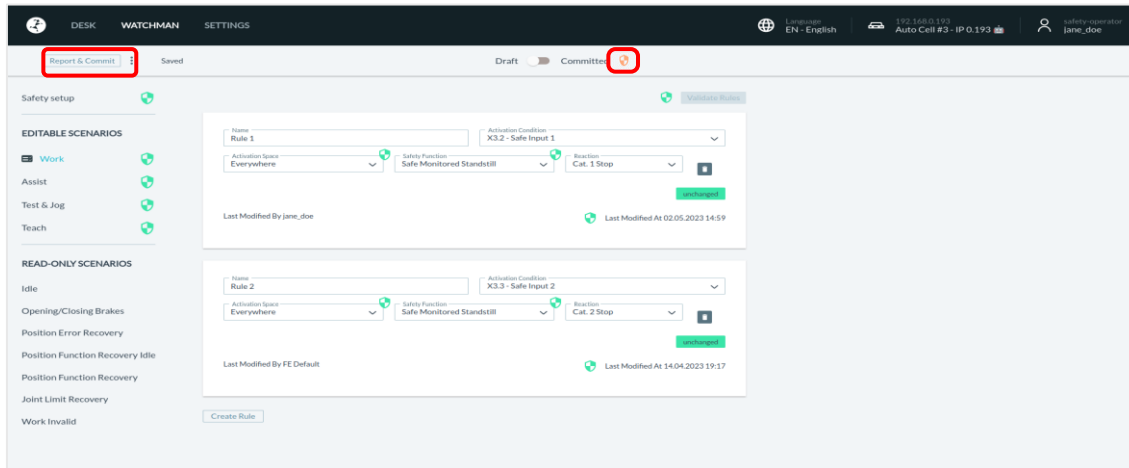 DESK WATCHMAN SETTINGS Language EN - English 192.168.0.193 Auto Cell #3 - IP 0.193 safety-operator jane_doe
Report & Commit Saved Draft Committed
Safety setup
Validate Rules
EDITABLE SCENARIOS
Work
Assist
Test & Jog
Teach
READ-ONLY SCENARIOS
Idle
Opening/Closing Brakes
Position Error Recovery
Position Function Recovery Idle
Position Function Recovery
Joint Limit Recovery
Work Invalid
Name Activation Condition
Rule 1 X3.2 - Safe Input 1
Activation Space Safety Function Reaction
Everywhere Safe Monitored Standstill Cat. 1 Stop
unchanged
Last Modified By jane_doe Last Modified At 02.05.2023 14:59
Name Activation Condition
Rule 2 X3.3 - Safe Input 2
Activation Space Safety Function Reaction
Everywhere Safe Monitored Standstill Cat. 2 Stop
unchanged
Last Modified By FE Default Last Modified At 14.04.2023 19:17
Create Rule